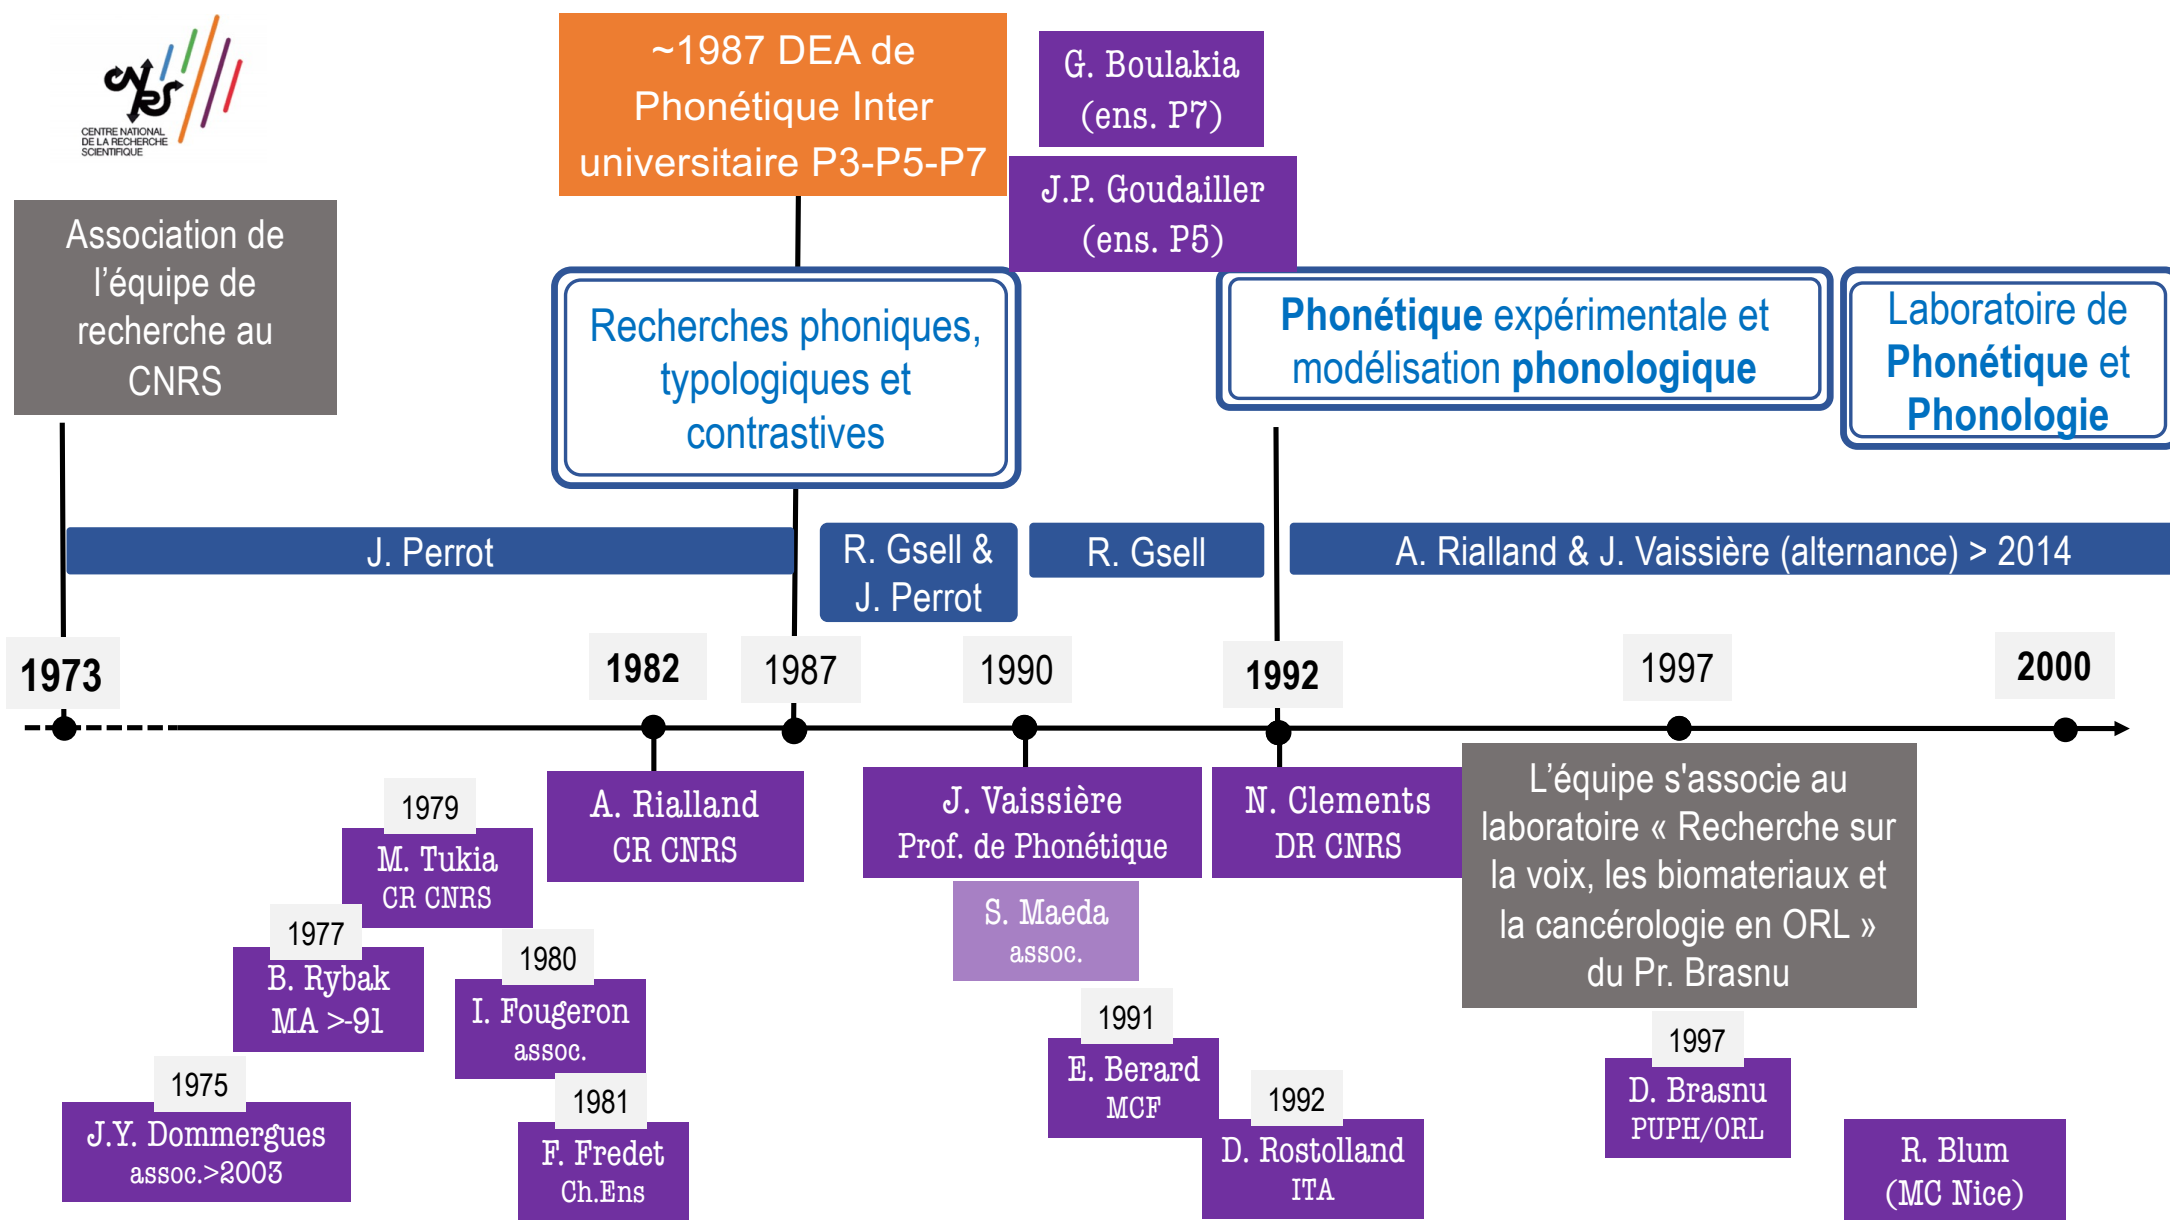 cnrs
CENTRE NATIONAL
DE LA RECHERCHE
SCIENTIFIQUE
~1987 DEA de
Phonétique Inter
universitaire P3-P5-P7
G. Boulakia
(ens. P7)
J.P. Goudailler
(ens. P5)
Association de
l’équipe de
recherche au
CNRS
Recherches phoniques,
typologiques et
contrastives
Phonétique expérimentale et
modélisation phonologique
Laboratoire de
Phonétique et
Phonologie
J. Perrot
R. Gsell &
J. Perrot
R. Gsell
A. Rialland & J. Vaissière (alternance) > 2014
1973
1982
1987
1990
1992
1997
2000
1979
M. Tukia
CR CNRS
A. Rialland
CR CNRS
J. Vaissière
Prof. de Phonétique
S. Maeda
assoc.
N. Clements
DR CNRS
L’équipe s'associe au
laboratoire « Recherche sur
la voix, les biomateriaux et
la cancérologie en ORL »
du Pr. Brasnu
1977
B. Rybak
MA >-91
1980
I. Fougeron
assoc.
1975
J.Y. Dommergues
assoc.>2003
1981
F. Fredet
Ch.Ens
1991
E. Berard
MCF
1992
D. Rostolland
ITA
1997
D. Brasnu
PUPH/ORL
R. Blum
(MC Nice)